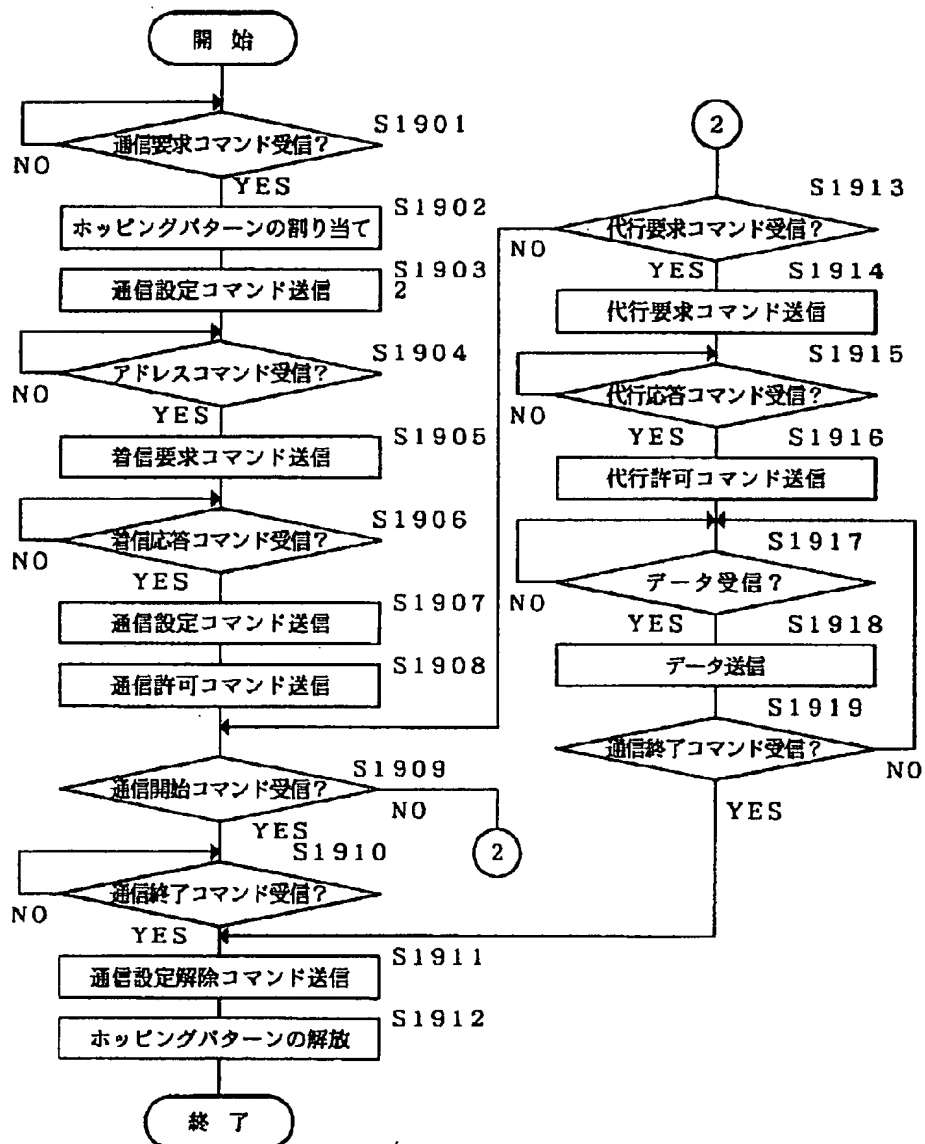 開 始
通信要求コマンド受信？
S1901
NO
YES
ホッピングパターンの割り当て
S1902
通信設定コマンド送信
S1903
2
アドレスコマンド受信？
S1904
NO
YES
着信要求コマンド送信
S1905
着信応答コマンド受信？
S1906
NO
YES
通信設定コマンド送信
S1907
通信許可コマンド送信
S1908
通信開始コマンド受信？
S1909
NO
YES
2
通信終了コマンド受信？
S1910
NO
YES
通信設定解除コマンド送信
S1911
ホッピングパターンの解放
S1912
終 了
2
代行要求コマンド受信？
S1913
NO
YES
代行要求コマンド送信
S1914
代行応答コマンド受信？
S1915
NO
YES
代行許可コマンド送信
S1916
データ受信？
S1917
NO
YES
データ送信
S1918
通信終了コマンド受信？
S1919
NO
YES